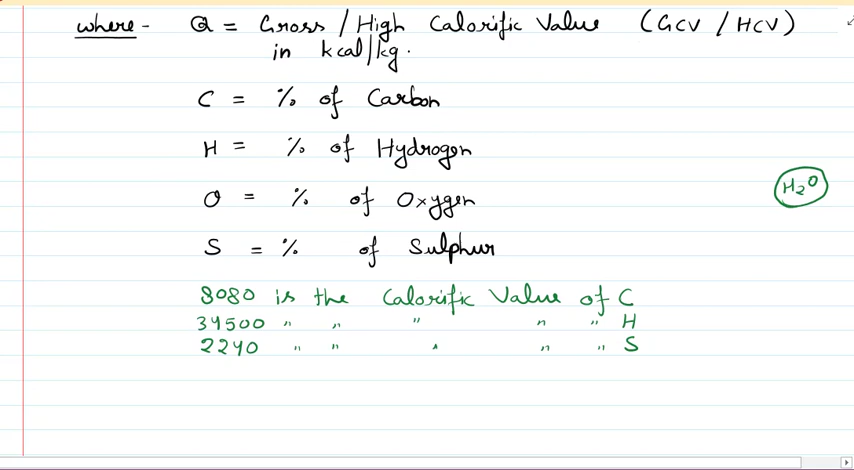 where - Q = Gross / High Calorific Value (GCV / HCV)
in kcal/kg.
C = % of Carbon
H = % of Hydrogen
H2O
O = % of Oxygen
S = % of Sulphur
8080 is the Calorific Value of C
34500 " " " " " H
2240 " " " " " S